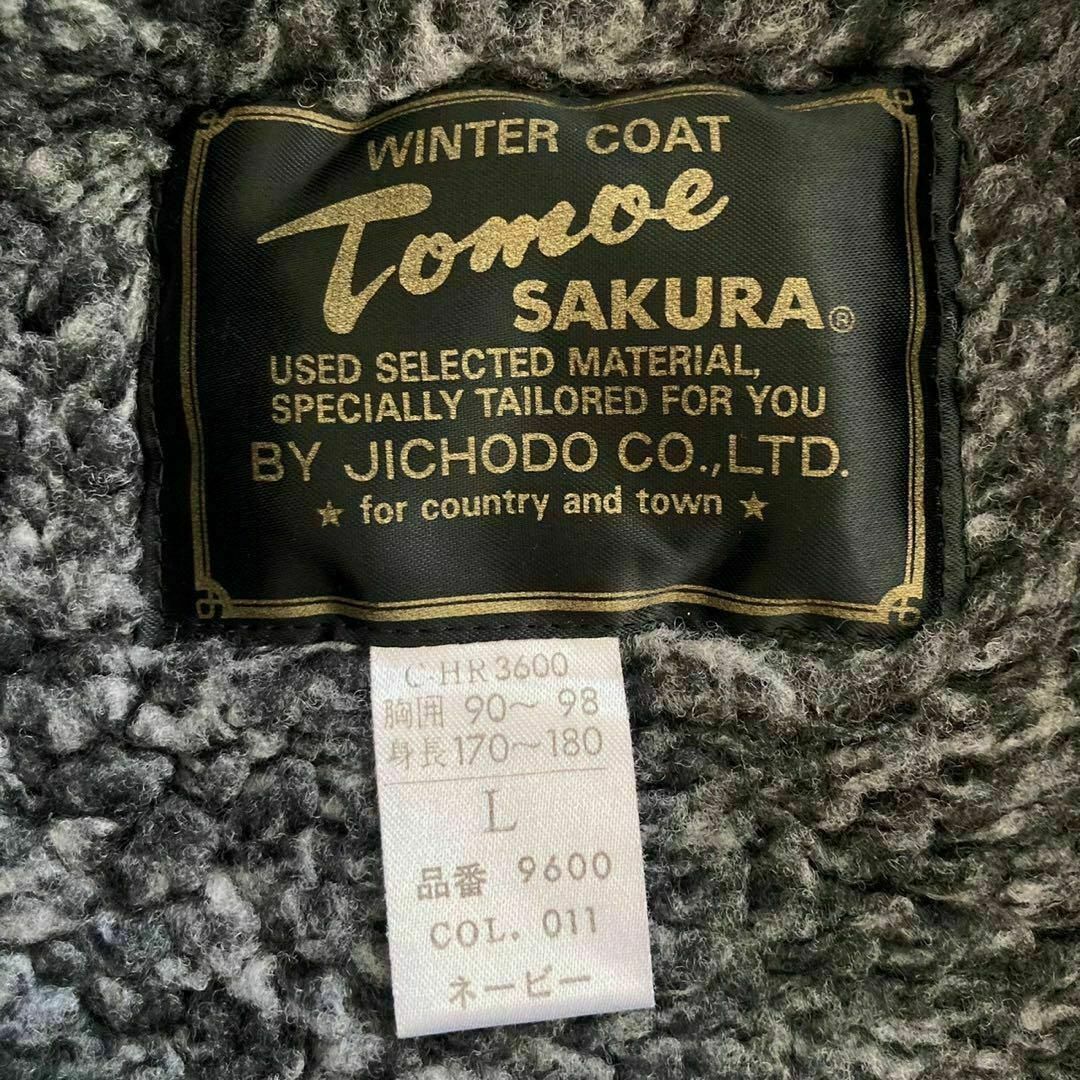 WINTER COAT
Tomoe
SAKURA®
USED SELECTED MATERIAL,
SPECIALLY TAILORED FOR YOU
BY JICHODO CO.,LTD.
★ for country and town ★
C-HR3600
胸囲 90～98
身長170～180
L
品番 9600
COL. 011
ネービー